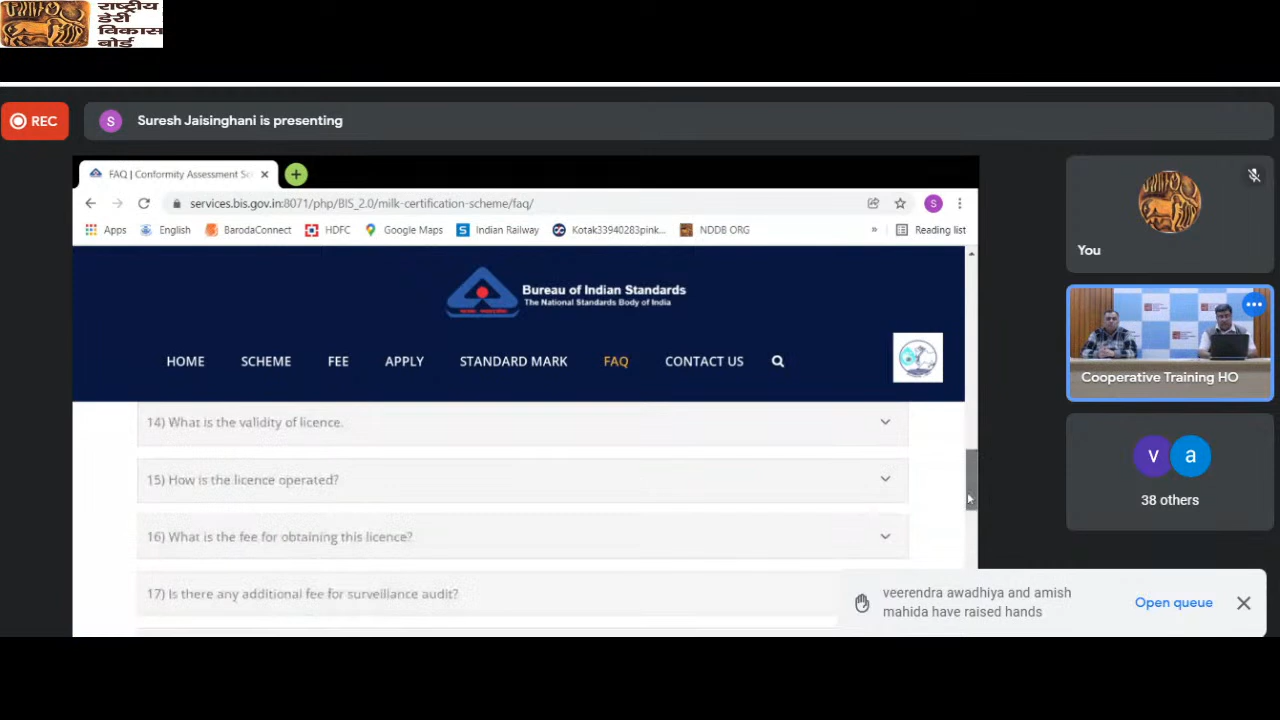 राष्ट्रीय
डेरी
विकास
बोर्ड
REC
S
Suresh Jaisinghani is presenting
FAQ | Conformity Assessment Sc
services.bis.gov.in:8071/php/BIS_2.0/milk-certification-scheme/faq/
S
Apps
English
BarodaConnect
HDFC
Google Maps
Indian Railway
Kotak33940283pink...
NDDB ORG
»
Reading list
You
Bureau of Indian Standards
The National Standards Body of India
HOME
SCHEME
FEE
APPLY
STANDARD MARK
FAQ
CONTACT US
Cooperative Training HO
14) What is the validity of licence.
15) How is the licence operated?
16) What is the fee for obtaining this licence?
17) Is there any additional fee for surveillance audit?
v
a
38 others
veerendra awadhiya and amish
mahida have raised hands
Open queue